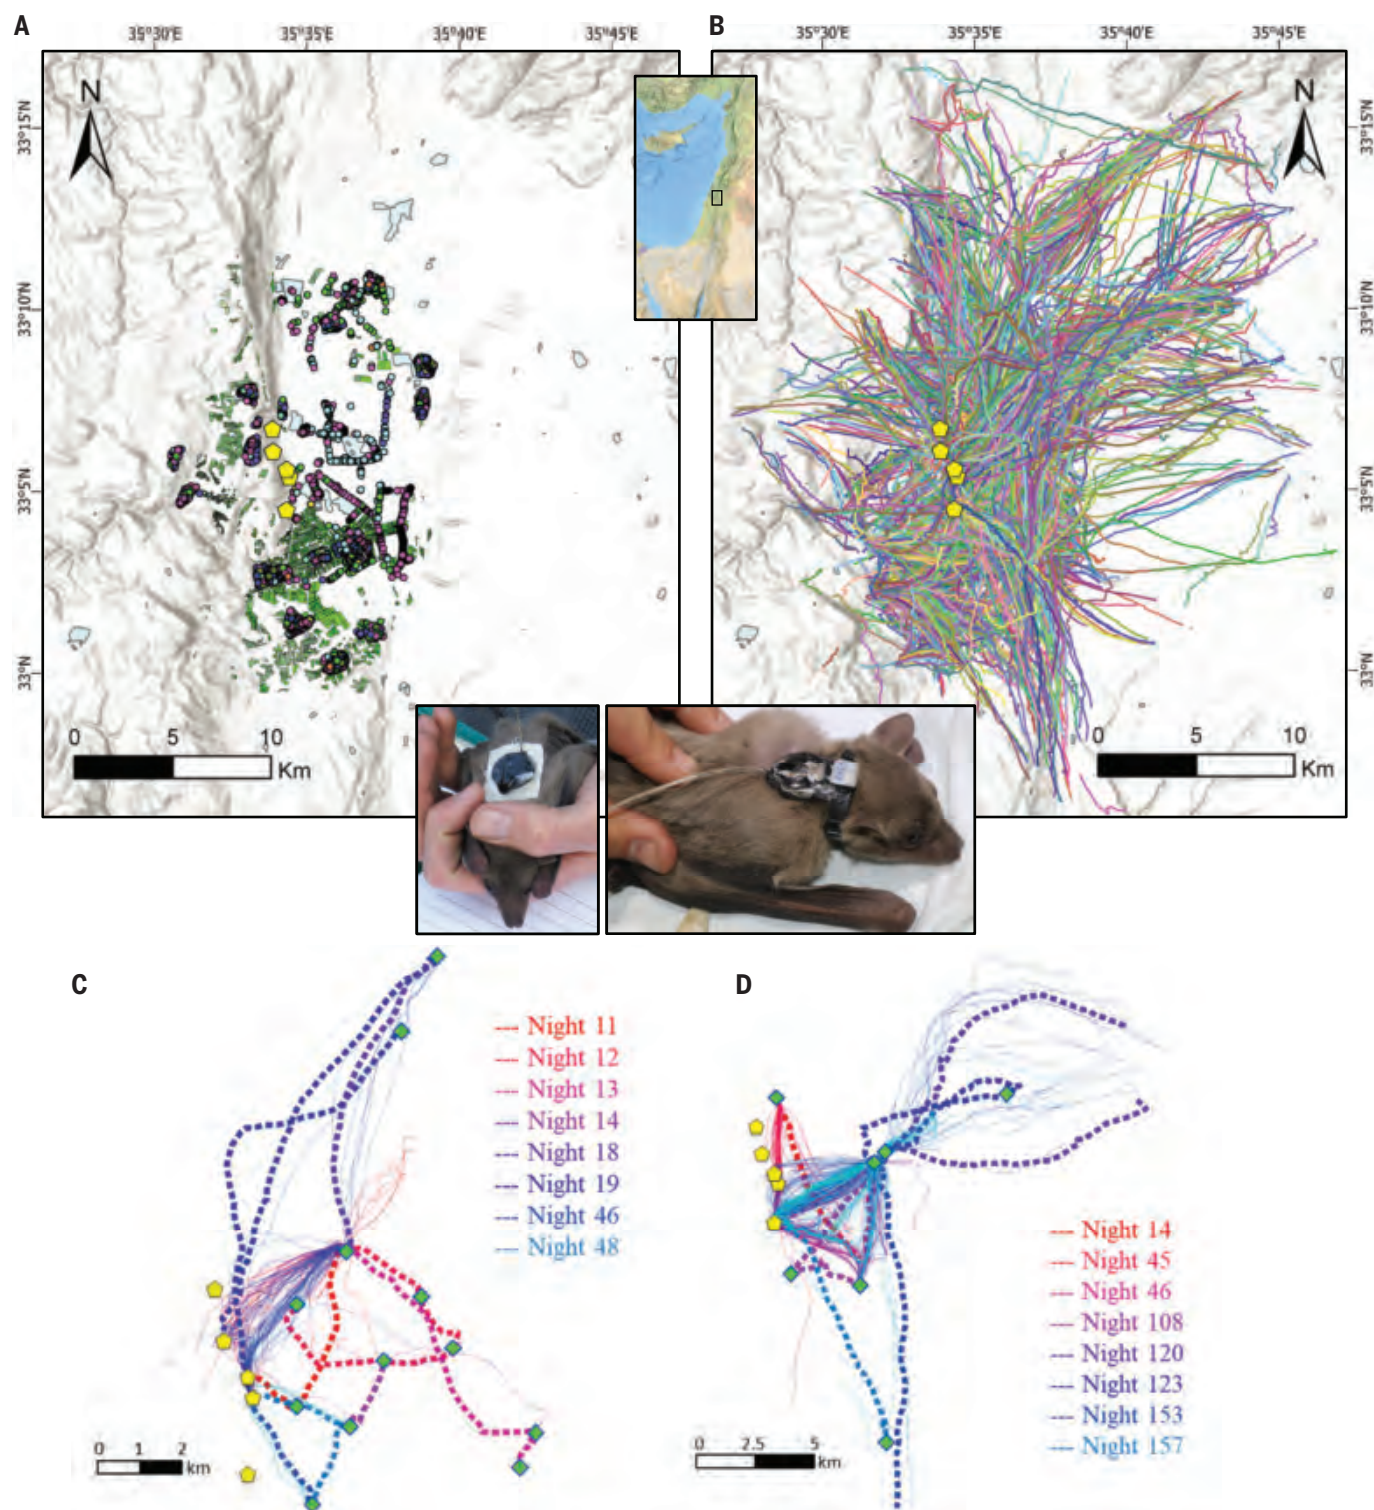 A
B
35°30'E 35°35'E 40°40'E 35°45'E
35°30'E 35°35'E 35°40'E 35°45'E
N
N
33°15'N
33°15'N
33°10'N
33°10'N
33°5'N
33°5'N
33°N
33°N
0 5 10
Km
0 5 10
Km
C
D
Night 11
Night 12
Night 13
Night 14
Night 18
Night 19
Night 46
Night 48
Night 14
Night 45
Night 46
Night 108
Night 120
Night 123
Night 153
Night 157
0 1 2
km
0 2.5 5
km